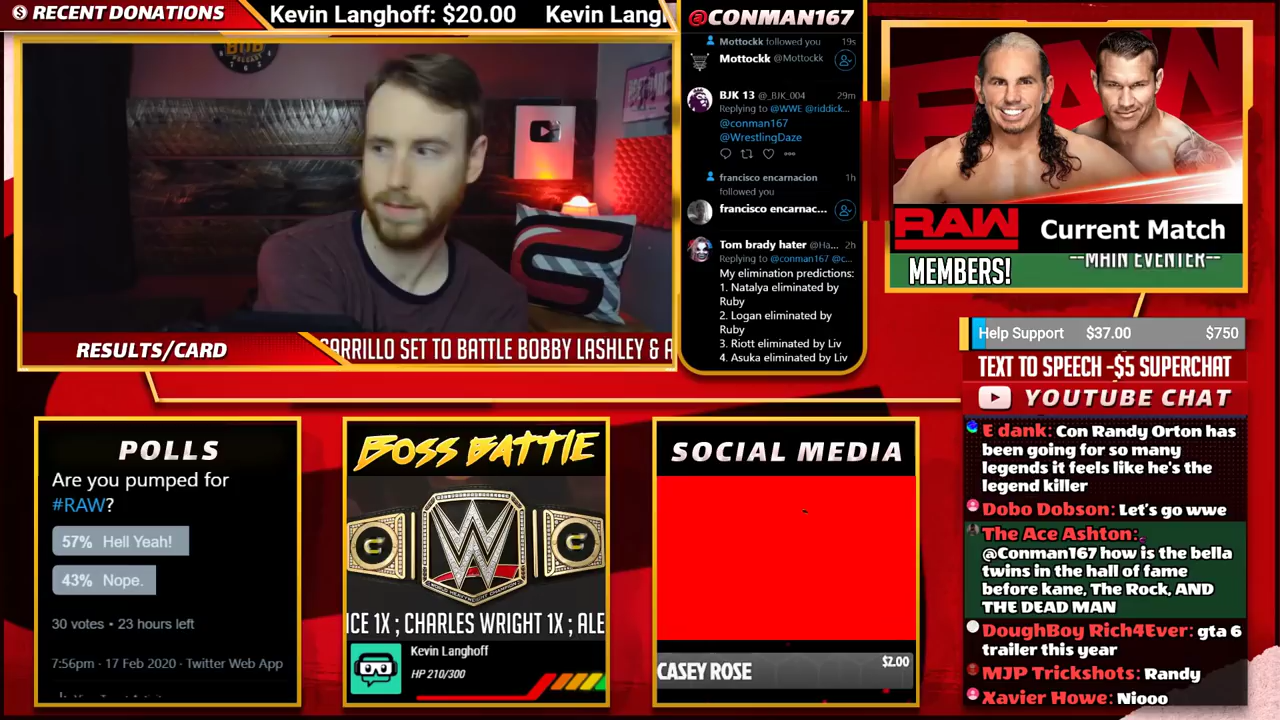 RECENT DONATIONS
Kevin Langhoff: $20.00 Kevin Langl
@CONMAN167
Mottockk followed you 19s
Mottockk @Mottockk
BJK 13 @_BJK_004 29m
Replying to @WWE @riddick...
@conman167
@WrestlingDaze
francisco encarnacion 1h
followed you
francisco encarnac...
Tom brady hater @Ha... 2h
Replying to @conman167 @c...
My elimination predictions:
1. Natalya eliminated by
Ruby
2. Logan eliminated by
Ruby
3. Riott eliminated by Liv
4. Asuka eliminated by Liv
RAW
Current Match
MEMBERS!
--MAIN EVENTER--
RESULTS/CARD
CARRILLO SET TO BATTLE BOBBY LASHLEY & A
Help Support $37.00 $750
TEXT TO SPEECH -$5 SUPERCHAT
YOUTUBE CHAT
E dank: Con Randy Orton has
been going for so many
legends it feels like he's the
legend killer
Dobo Dobson: Let's go wwe
The Ace Ashton:
@Conman167 how is the bella
twins in the hall of fame
before kane, The Rock, AND
THE DEAD MAN
DoughBoy Rich4Ever: gta 6
trailer this year
MJP Trickshots: Randy
Xavier Howe: Niooo
POLLS
Are you pumped for
#RAW?
57% Hell Yeah!
43% Nope.
30 votes • 23 hours left
7:56pm · 17 Feb 2020 · Twitter Web App
BOSS BATTLE
ICE 1X ; CHARLES WRIGHT 1X ; ALE
Kevin Langhoff
HP 210/300
SOCIAL MEDIA
CASEY ROSE $2.00